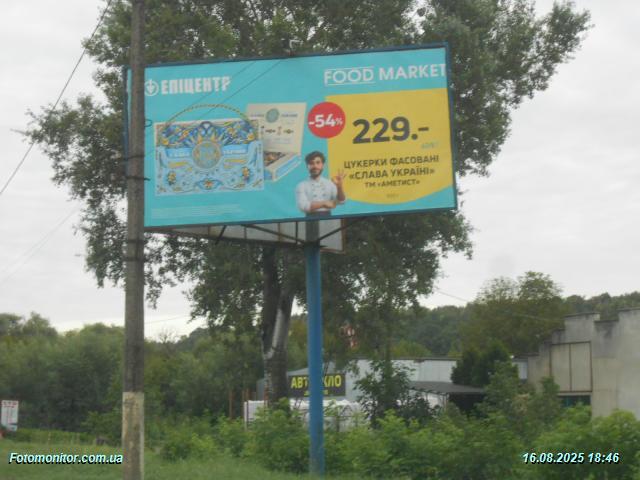 ЕПІЦЕНТР
FOOD MARKET
-54%
229.-
ЦУКЕРКИ ФАСОВАНІ
«СЛАВА УКРАЇНІ»
ТМ «АМЕТИСТ»
Fotomonitor.com.ua
16.08.2025 18:46